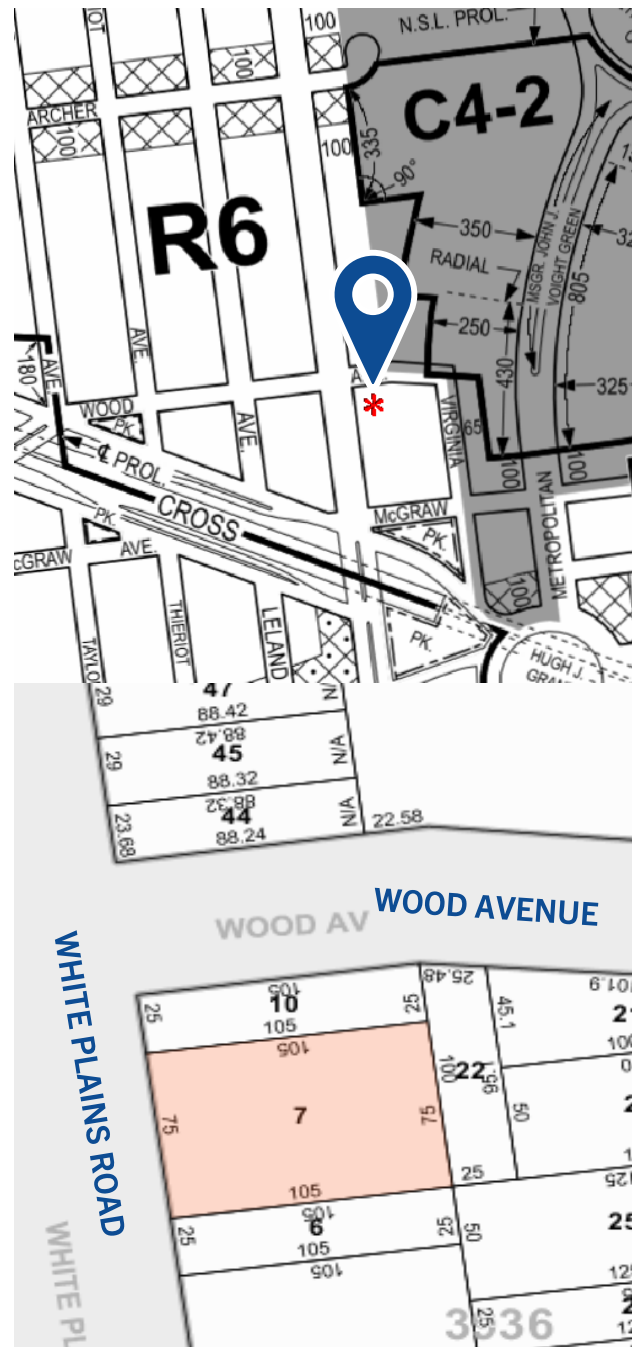 100
N.S.L. PROL.
100
C4-2
ARCHER
100
100
335
90°
R6
350
MSGR. JOHN J.
VOIGHT GREEN
805
RADIAL
250
430
325
AVE.
AVE.
180
WOOD
PK.
AVE.
VIRGINIA
65
℄ PROL.
100
100
CROSS
McGRAW
METROPOLITAN
PK.
PK.
AVE.
100
THIERIOT
LELAND
PK.
HUGH J.
29
47
N
88.42
88.42
29
45
N/A
88.32
88.32
23.68
44
N/A
88.24
22.58
WOOD AVENUE
WOOD AV
WHITE PLAINS ROAD
105
25.48
25
10
25
45.1
105
105
100
22
95.1
75
7
75
50
105
25
105
25
6
25
50
105
105
WHITE PL
3636
25